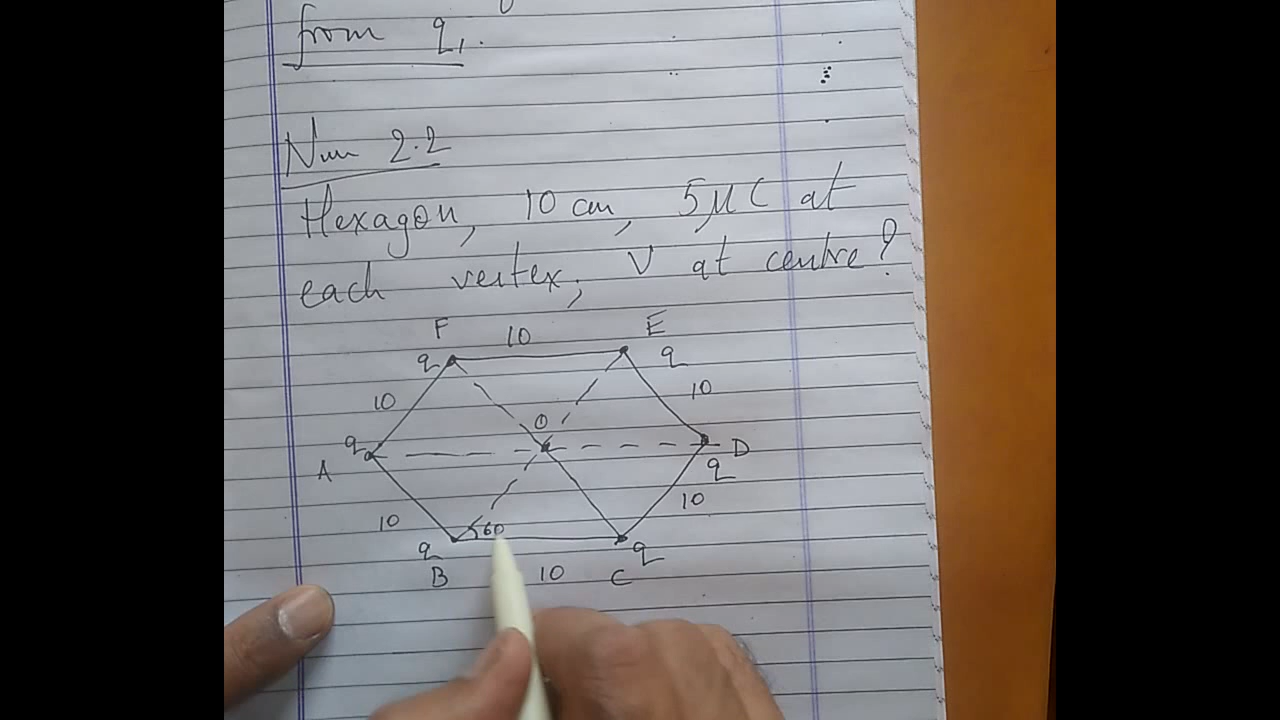 from q₁.
Num 2.2
Hexagon, 10 cm, 5μC at
each vertex, V at centre?
F 10 E
q q
10 10
q O
A D
q
10 10
60
q q
B 10 C